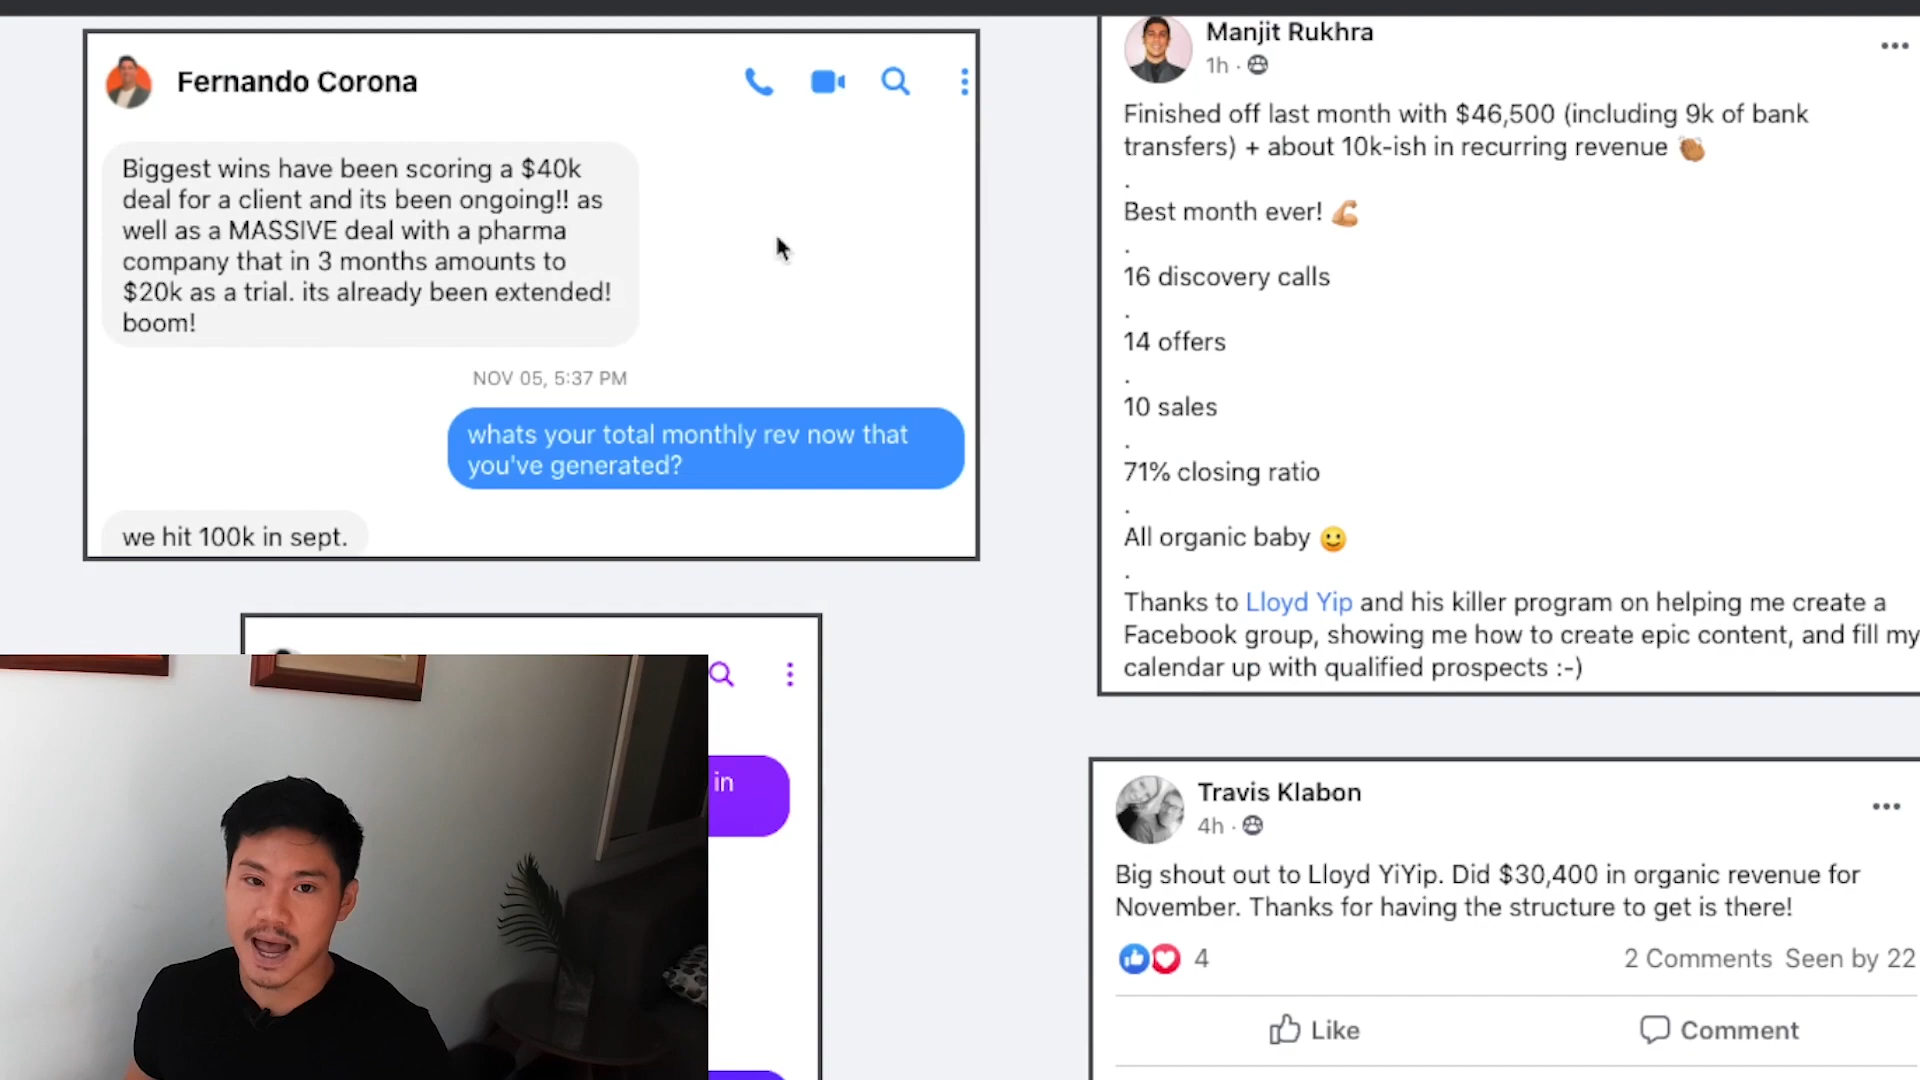 Fernando Corona
Biggest wins have been scoring a $40k
deal for a client and its been ongoing!! as
well as a MASSIVE deal with a pharma
company that in 3 months amounts to
$20k as a trial. its already been extended!
boom!
NOV 05, 5:37 PM
whats your total monthly rev now that
you've generated?
we hit 100k in sept.
in
Manjit Rukhra
1h ·
Finished off last month with $46,500 (including 9k of bank
transfers) + about 10k-ish in recurring revenue 👏🏽
.
Best month ever! 💪🏼
.
16 discovery calls
.
14 offers
.
10 sales
.
71% closing ratio
.
All organic baby 🙂
.
Thanks to Lloyd Yip and his killer program on helping me create a
Facebook group, showing me how to create epic content, and fill my
calendar up with qualified prospects :-)
Travis Klabon
4h ·
Big shout out to Lloyd YiYip. Did $30,400 in organic revenue for
November. Thanks for having the structure to get is there!
4
2 Comments Seen by 22
Like
Comment